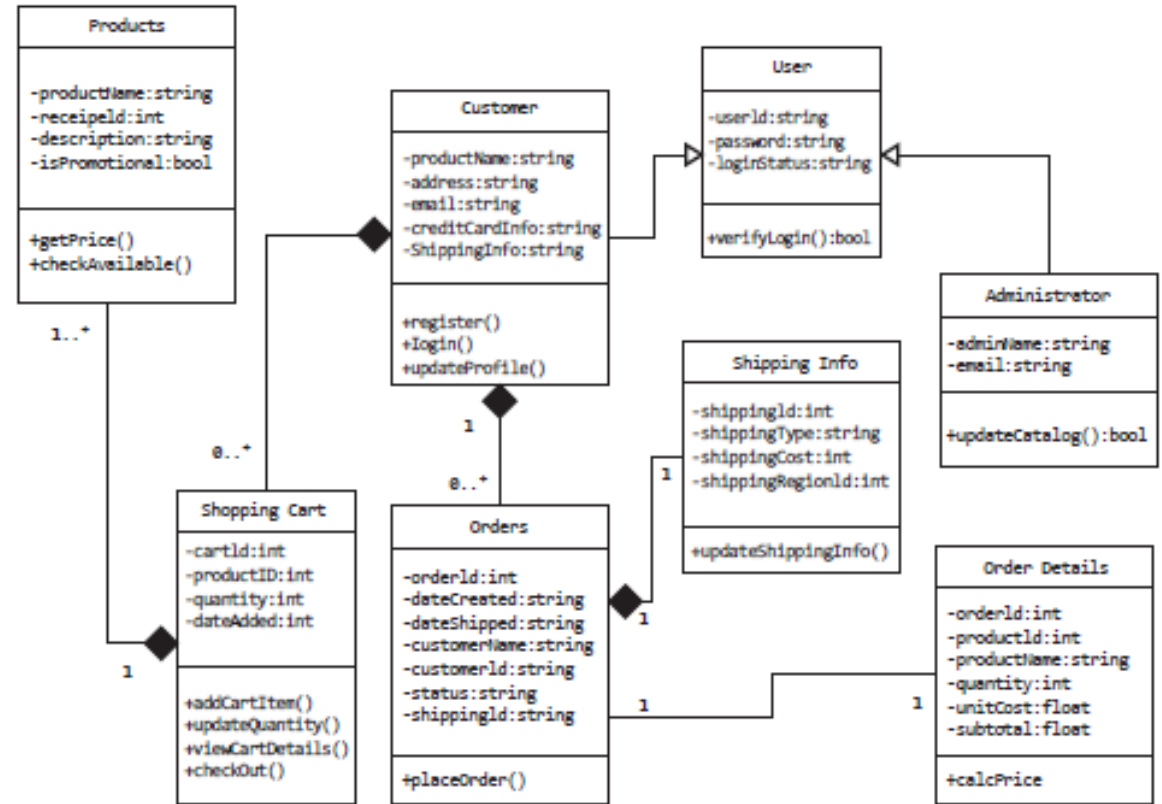 Products
-productName:string
-receipeId:int
-description:string
-isPromotional:bool
+getPrice()
+checkAvailable()
1..*
Customer
-productName:string
-address:string
-email:string
-creditCardInfo:string
-ShippingInfo:string
+register()
+login()
+updateProfile()
User
-userId:string
-password:string
-loginStatus:string
+verifyLogin():bool
Administrator
-adminName:string
-email:string
+updateCatalog():bool
Shipping Info
-shippingId:int
-shippingType:string
-shippingCost:int
-shippingRegionId:int
+updateShippingInfo()
1
0..*
0..*
1
1
Shopping Cart
-cartId:int
-productID:int
-quantity:int
-dateAdded:int
+addCartItem()
+updateQuantity()
+viewCartDetails()
+checkOut()
1
Orders
-orderId:int
-dateCreated:string
-dateShipped:string
-customerName:string
-customerId:string
-status:string
-shippingId:string
+placeOrder()
1
1
Order Details
-orderId:int
-productId:int
-productName:string
-quantity:int
-unitCost:float
-subtotal:float
+calcPrice